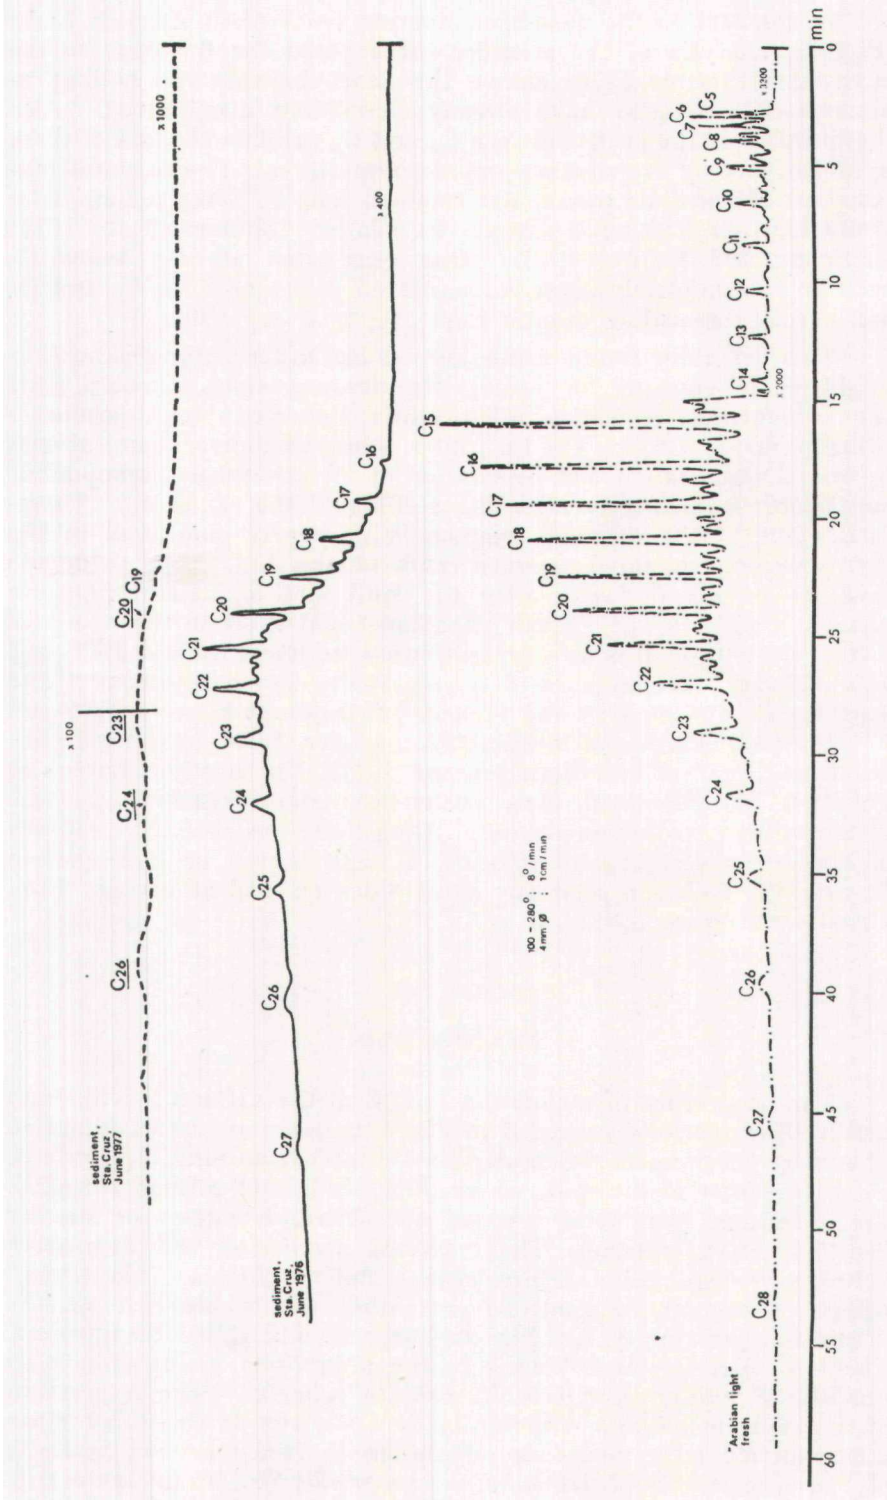 x 1000
C19
C20
x 100
C23
C24
C26
sediment,
Sta. Cruz,
June 1977
x 400
C16
C17
C18
C19
C20
C21
C22
C23
C24
C25
C26
C27
sediment,
Sta. Cruz,
June 1976
100 - 280° ; 8° / min
4 mm Ø ; 1 cm / min
x 3200
C5
C6
C7
C8
C9
C10
C11
C12
C13
C14
x 2000
C15
C16
C17
C18
C19
C20
C21
C22
C23
C24
C25
C26
C27
C28
"Arabian light"
fresh
0
5
10
15
20
25
30
35
40
45
50
55
60
min